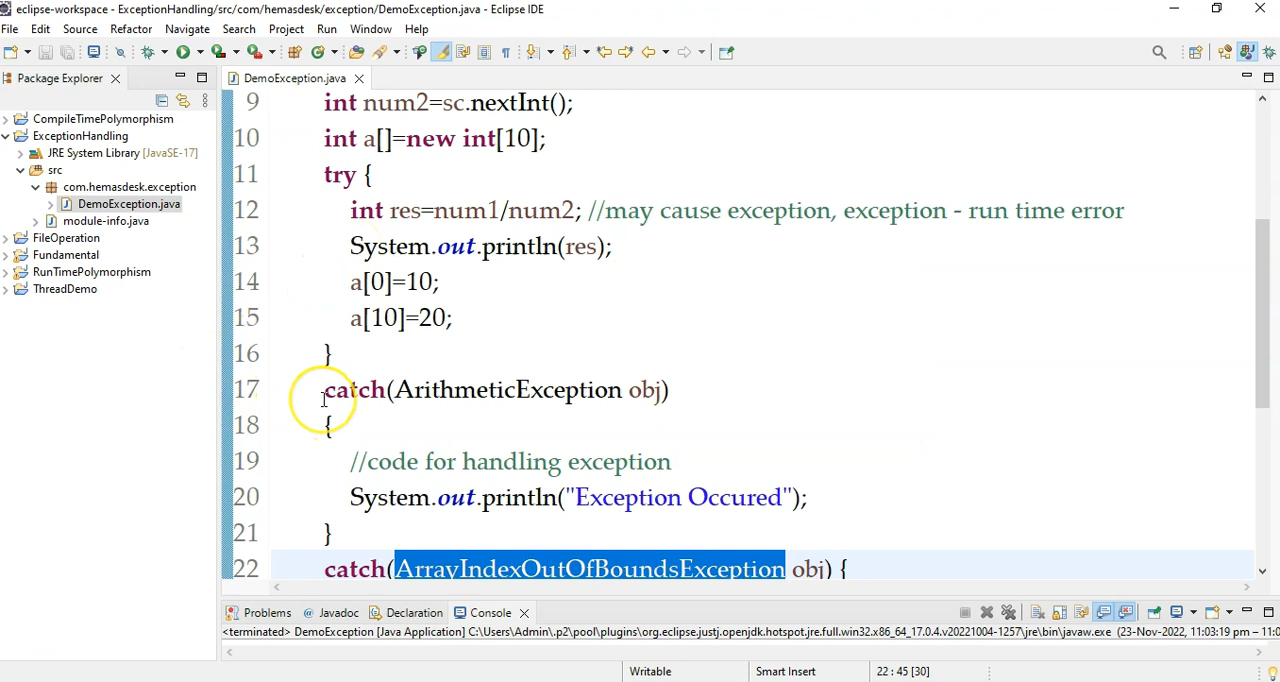 eclipse-workspace - ExceptionHandling/src/com/hemasdesk/exception/DemoException.java - Eclipse IDE
File Edit Source Refactor Navigate Search Project Run Window Help
Package Explorer
DemoException.java
CompileTimePolymorphism
ExceptionHandling
JRE System Library [JavaSE-17]
src
com.hemasdesk.exception
DemoException.java
module-info.java
FileOperation
Fundamental
RunTimePolymorphism
ThreadDemo
9 int num2=sc.nextInt();
10 int a[]=new int[10];
11 try {
12 int res=num1/num2; //may cause exception, exception - run time error
13 System.out.println(res);
14 a[0]=10;
15 a[10]=20;
16 }
17 catch(ArithmeticException obj)
18 {
19 //code for handling exception
20 System.out.println("Exception Occured");
21 }
22 catch(ArrayIndexOutOfBoundsException obj) {
Problems @ Javadoc Declaration Console
<terminated> DemoException [Java Application] C:\Users\Admin\.p2\pool\plugins\org.eclipse.justj.openjdk.hotspot.jre.full.win32.x86_64_17.0.4.v20221004-1257\jre\bin\javaw.exe (23-Nov-2022, 11:03:19 pm – 11:0
Writable Smart Insert 22 : 45 [30]